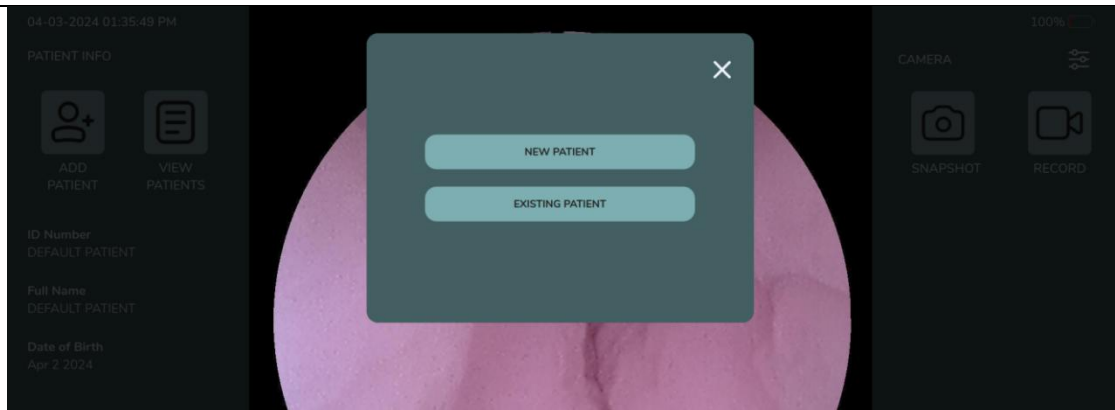 04-03-2024 01:35:49 PM
100%
PATIENT INFO
CAMERA
ADD
PATIENT
VIEW
PATIENTS
SNAPSHOT
RECORD
NEW PATIENT
EXISTING PATIENT
ID Number
DEFAULT PATIENT
Full Name
DEFAULT PATIENT
Date of Birth
Apr 2 2024